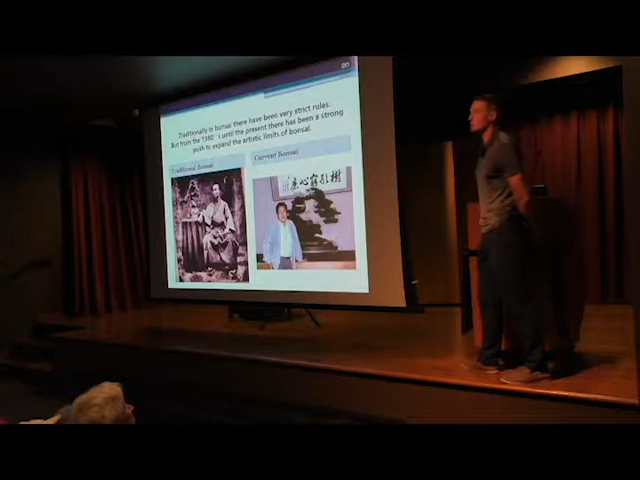 Traditionally in bonsai there have been very strict rules.
But from the 1980's until the present there has been a strong
push to expand the artistic limits of bonsai.
Traditional Bonsai
Current Bonsai